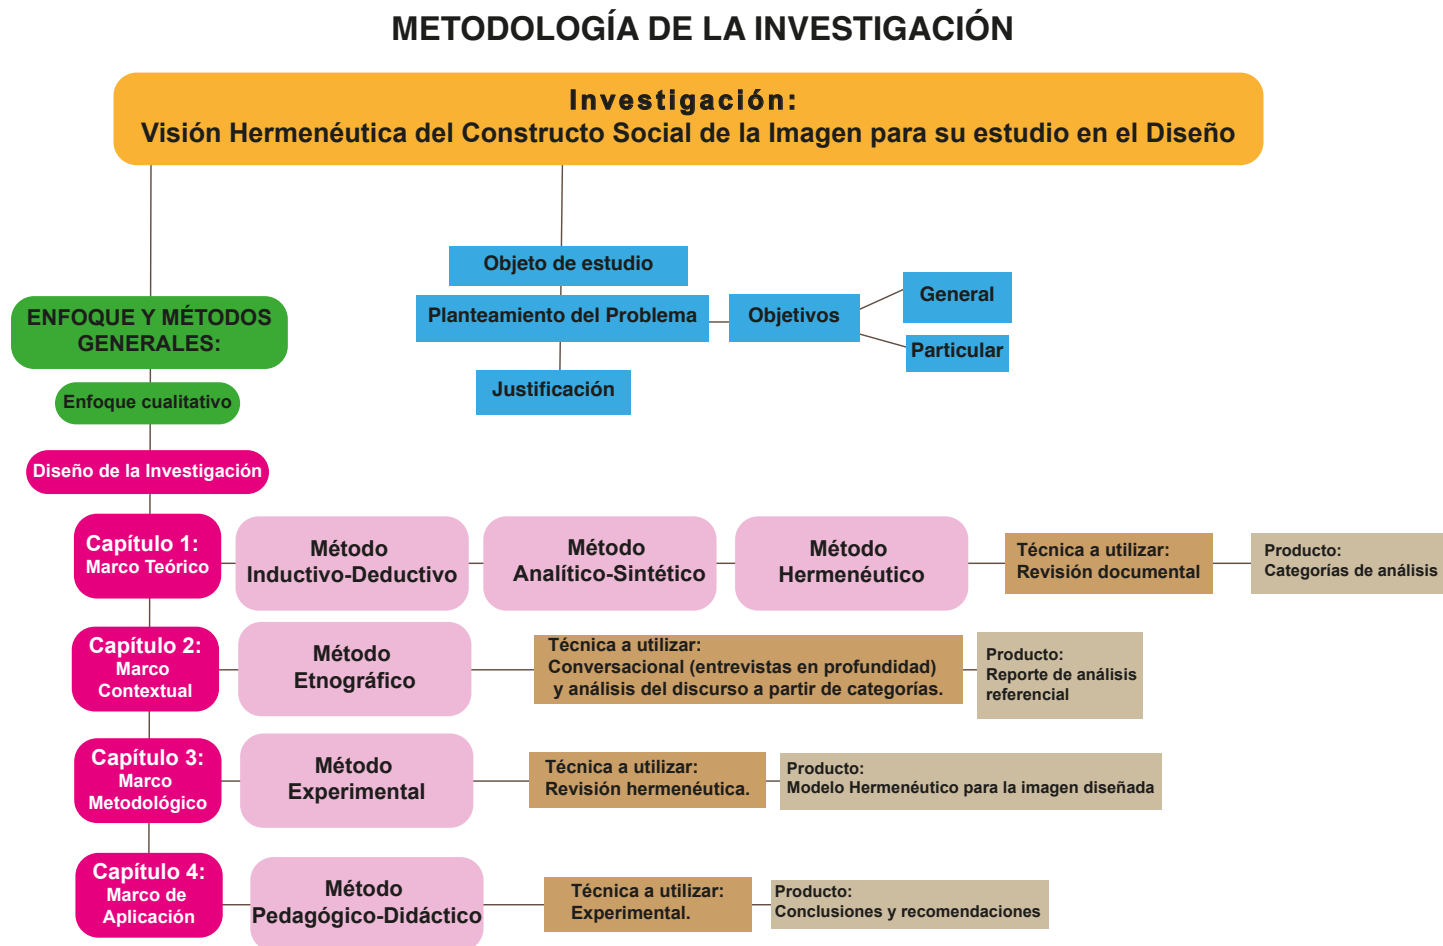 METODOLOGÍA DE LA INVESTIGACIÓN
Investigación:
Visión Hermenéutica del Constructo Social de la Imagen para su estudio en el Diseño
Objeto de estudio
Planteamiento del Problema
Objetivos
General
Particular
Justificación
ENFOQUE Y MÉTODOS
GENERALES:
Enfoque cualitativo
Diseño de la Investigación
Capítulo 1:
Marco Teórico
Método
Inductivo-Deductivo
Método
Analítico-Sintético
Método
Hermenéutico
Técnica a utilizar:
Revisión documental
Producto:
Categorías de análisis
Capítulo 2:
Marco
Contextual
Método
Etnográfico
Técnica a utilizar:
Conversacional (entrevistas en profundidad)
y análisis del discurso a partir de categorías.
Producto:
Reporte de análisis
referencial
Capítulo 3:
Marco
Metodológico
Método
Experimental
Técnica a utilizar:
Revisión hermenéutica.
Producto:
Modelo Hermenéutico para la imagen diseñada
Capítulo 4:
Marco de
Aplicación
Método
Pedagógico-Didáctico
Técnica a utilizar:
Experimental.
Producto:
Conclusiones y recomendaciones